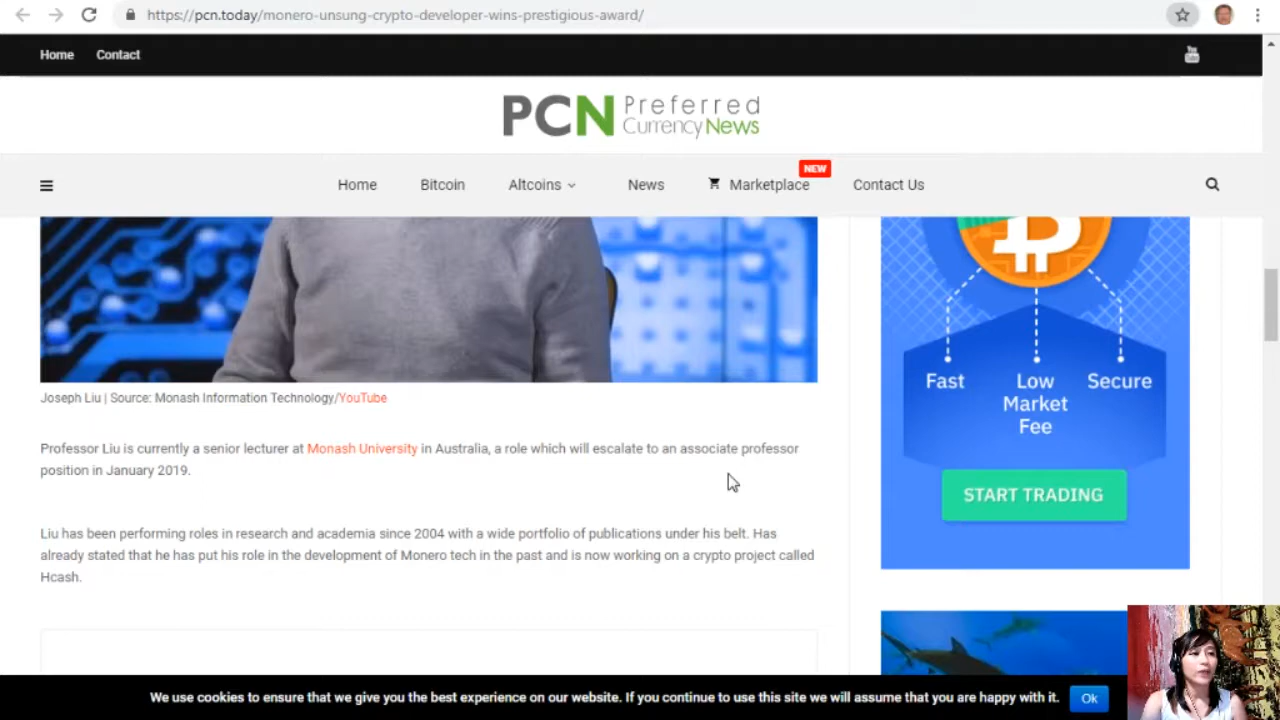 https://pcn.today/monero-unsung-crypto-developer-wins-prestigious-award/
Home Contact
You Tube
PCN Preferred
Currency News
NEW
Home Bitcoin Altcoins News Marketplace Contact Us
Joseph Liu | Source: Monash Information Technology/YouTube
Professor Liu is currently a senior lecturer at Monash University in Australia, a role which will escalate to an associate professor
position in January 2019.
Liu has been performing roles in research and academia since 2004 with a wide portfolio of publications under his belt. Has
already stated that he has put his role in the development of Monero tech in the past and is now working on a crypto project called
Hcash.
Fast
Low
Market
Fee
Secure
START TRADING
We use cookies to ensure that we give you the best experience on our website. If you continue to use this site we will assume that you are happy with it. Ok